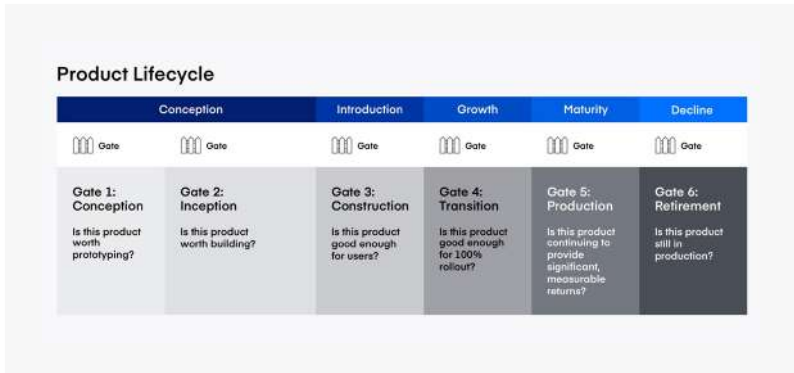 Product Lifecycle
Conception
Introduction
Growth
Maturity
Decline
Gate
Gate
Gate
Gate
Gate
Gate
Gate 1:
Conception
Is this product
worth
prototyping?
Gate 2:
Inception
Is this product
worth building?
Gate 3:
Construction
Is this product
good enough
for users?
Gate 4:
Transition
Is this product
good enough
for 100%
rollout?
Gate 5:
Production
Is this product
continuing to
provide
significant,
measurable
returns?
Gate 6:
Retirement
Is this product
still in
production?